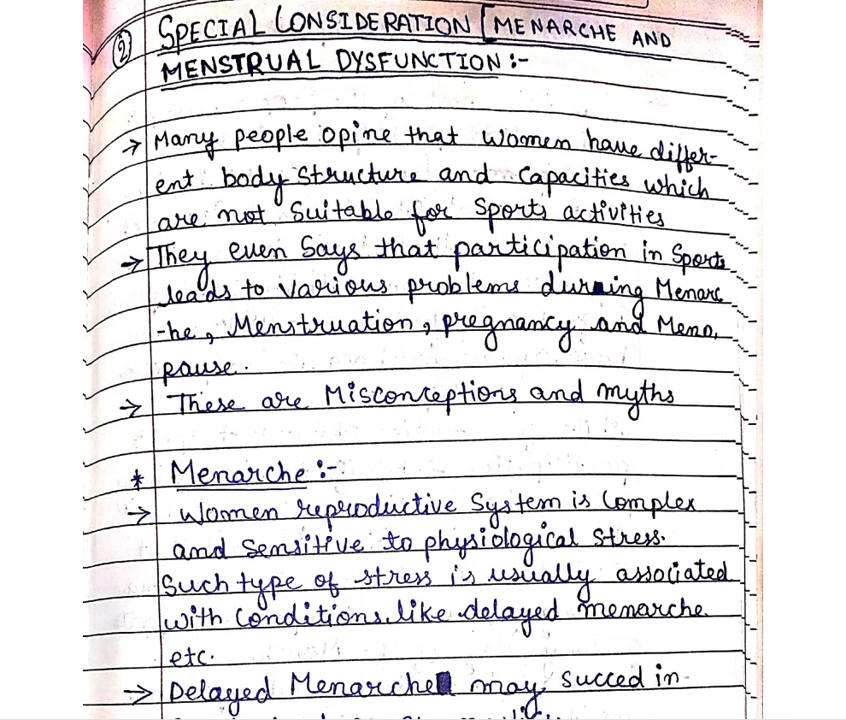 ② SPECIAL CONSIDERATION [MENARCHE AND
MENSTRUAL DYSFUNCTION :-
→ Many people opine that women have differ-
ent body structure and capacities which
are not suitable for sports activities
→ They even Says that participation in Sports
leads to various problems durning Menarc
-he, Menstruation, pregnancy and Meno,
pause.
→ These are Misconceptions and myths
* Menarche :-
→ Women reproductive System is Complex
and Sensitive to physiological Stress.
Such type of stress is usually associated
with Conditions like delayed menarche
etc.
→ Delayed Menarche may Succed in